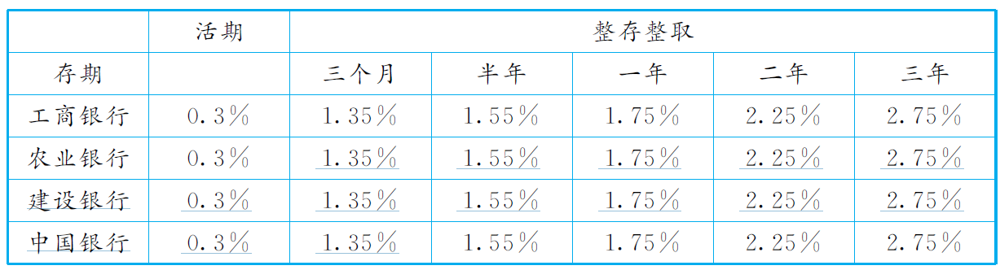 活期 整存整取
存期 三个月 半年 一年 二年 三年
工商银行 0.3% 1.35% 1.55% 1.75% 2.25% 2.75%
农业银行 0.3% 1.35% 1.55% 1.75% 2.25% 2.75%
建设银行 0.3% 1.35% 1.55% 1.75% 2.25% 2.75%
中国银行 0.3% 1.35% 1.55% 1.75% 2.25% 2.75%